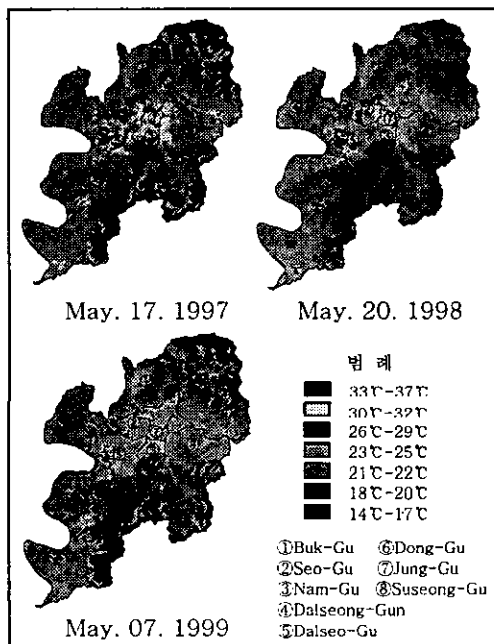 May. 17. 1997
May. 20. 1998
May. 07. 1999
범 례
33℃-37℃
30℃-32℃
26℃-29℃
23℃-25℃
21℃-22℃
18℃-20℃
14℃-17℃
①Buk-Gu ⑥Dong-Gu
②Seo-Gu ⑦Jung-Gu
③Nam-Gu ⑧Suseong-Gu
④Dalseong-Gun
⑤Dalseo-Gu